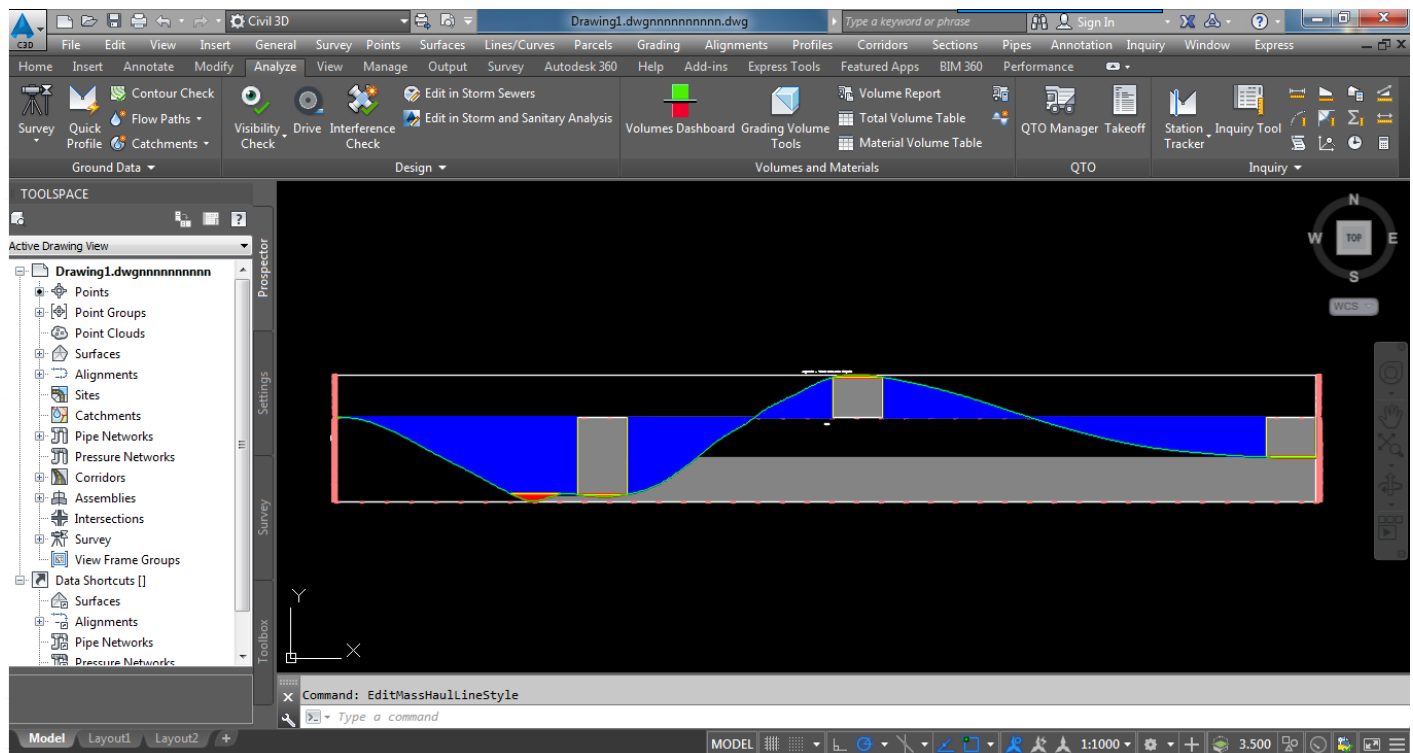 Civil 3D Drawing1.dwgnnnnnnnnnn.dwg Type a keyword or phrase Sign In
C3D File Edit View Insert General Survey Points Surfaces Lines/Curves Parcels Grading Alignments Profiles Corridors Sections Pipes Annotation Inquiry Window Express
Home Insert Annotate Modify Analyze View Manage Output Survey Autodesk 360 Help Add-ins Express Tools Featured Apps BIM 360 Performance
Survey
Quick Profile
Contour Check
Flow Paths
Catchments
Visibility Check
Drive
Interference Check
Edit in Storm Sewers
Edit in Storm and Sanitary Analysis
Volumes Dashboard
Grading Volume Tools
Volume Report
Total Volume Table
Material Volume Table
QTO Manager
Takeoff
Station Tracker
Inquiry Tool
Ground Data Design Volumes and Materials QTO Inquiry
TOOLSPACE
Active Drawing View
Drawing1.dwgnnnnnnnnnn
Points
Point Groups
Point Clouds
Surfaces
Alignments
Sites
Catchments
Pipe Networks
Pressure Networks
Corridors
Assemblies
Intersections
Survey
View Frame Groups
Data Shortcuts []
Surfaces
Alignments
Pipe Networks
Pressure Networks
Prospector
Settings
Survey
Toolbox
N
W TOP E
S
WCS
Y
X
Command: EditMassHaulLineStyle
Type a command
Model Layout1 Layout2 +
MODEL 1:1000 3.500